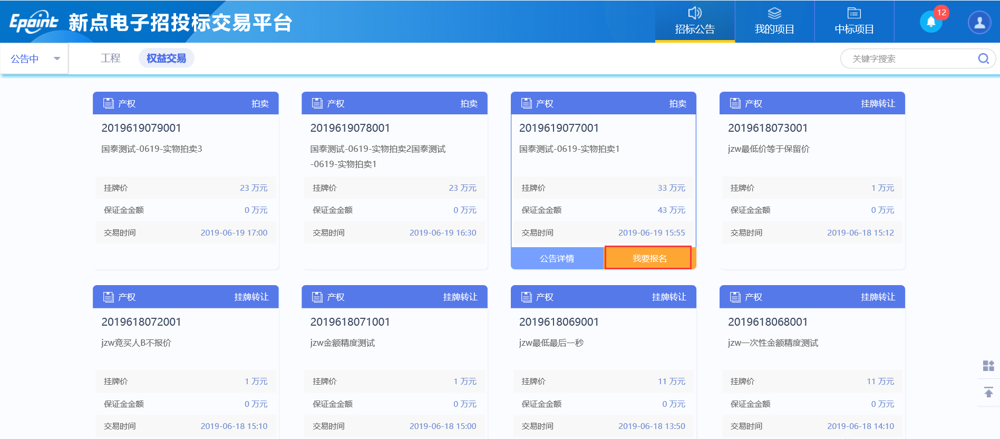 Epoint 新点电子招投标交易平台
招标公告
我的项目
中标项目
12
公告中
工程
权益交易
关键字搜索
产权 拍卖
2019619079001
国泰测试-0619-实物拍卖3
挂牌价 23 万元
保证金金额 0 万元
交易时间 2019-06-19 17:00
产权 拍卖
2019619078001
国泰测试-0619-实物拍卖2国泰测试
-0619-实物拍卖1
挂牌价 23 万元
保证金金额 0 万元
交易时间 2019-06-19 16:30
产权 拍卖
2019619077001
国泰测试-0619-实物拍卖1
挂牌价 33 万元
保证金金额 43 万元
交易时间 2019-06-19 15:55
公告详情 我要报名
产权 挂牌转让
2019618073001
jzw最低价等于保留价
挂牌价 1 万元
保证金金额 0 万元
交易时间 2019-06-18 15:12
产权 挂牌转让
2019618072001
jzw竞买人B不报价
挂牌价 1 万元
保证金金额 0 万元
交易时间 2019-06-18 15:10
产权 挂牌转让
2019618071001
jzw金额精度测试
挂牌价 1 万元
保证金金额 0 万元
交易时间 2019-06-18 15:00
产权 挂牌转让
2019618069001
jzw最低最后一秒
挂牌价 11 万元
保证金金额 0 万元
交易时间 2019-06-18 13:50
产权 挂牌转让
2019618068001
jzw一次性金额精度测试
挂牌价 11 万元
保证金金额 0 万元
交易时间 2019-06-18 14:10